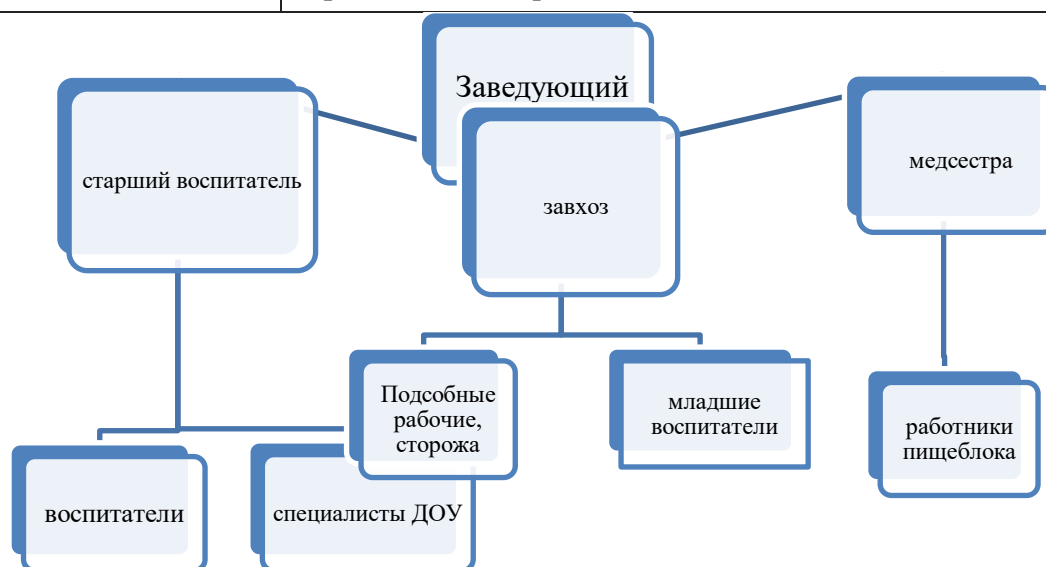 Заведующий
старший воспитатель
завхоз
медсестра
Подсобные
рабочие,
сторожа
младшие
воспитатели
работники
пищеблока
воспитатели
специалисты ДОУ